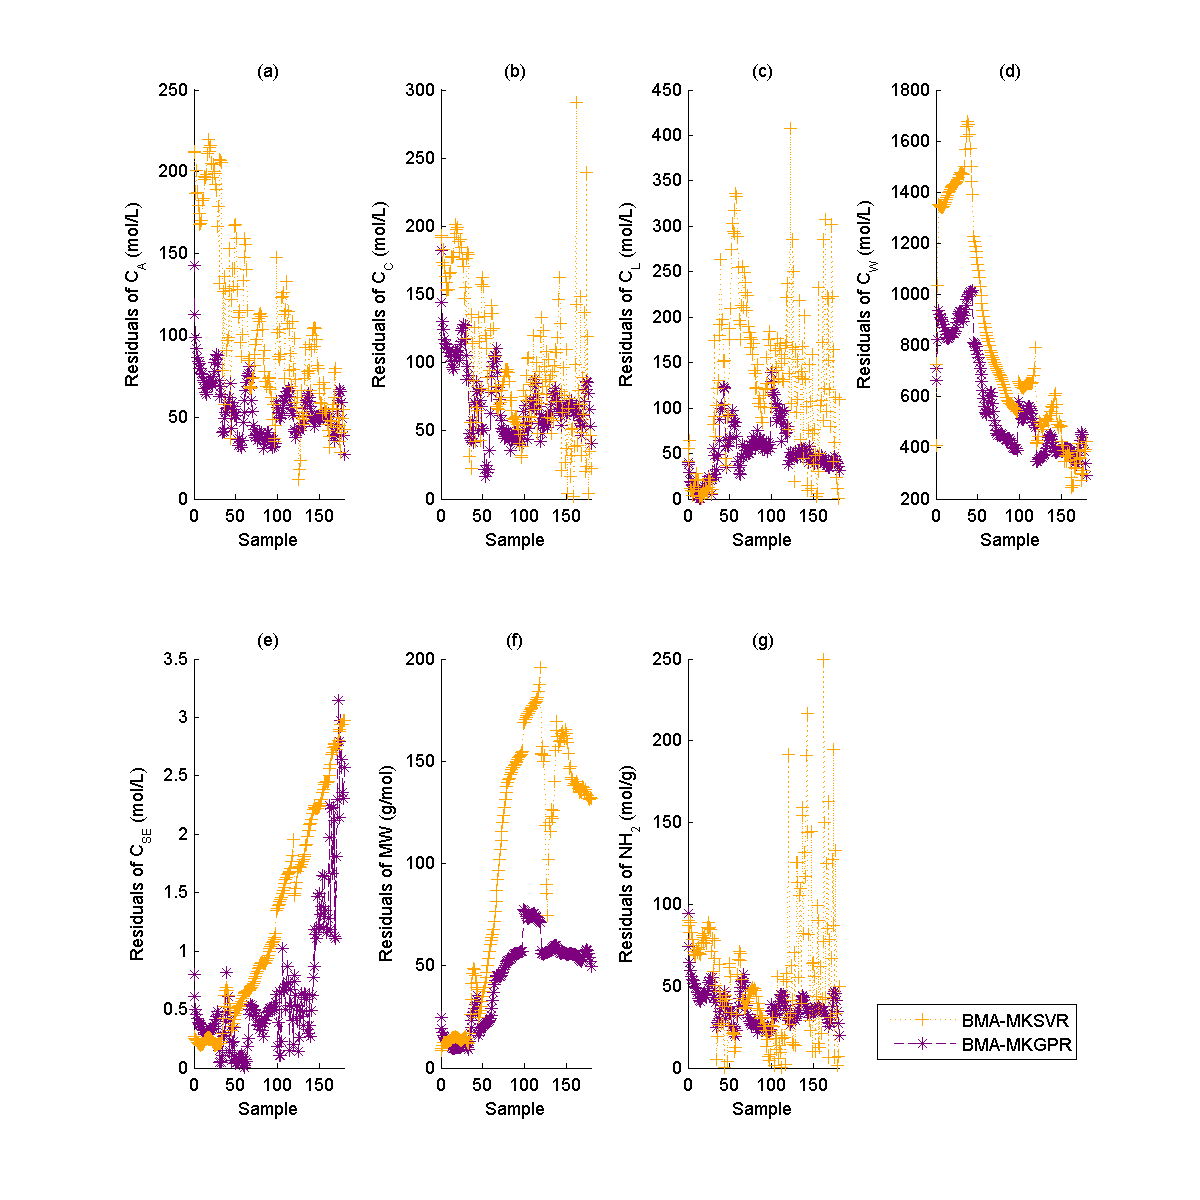 (a)
250
200
150
100
50
0
0 50 100 150
Sample
Residuals of C_A (mol/L)
(b)
300
250
200
150
100
50
0
0 50 100 150
Sample
Residuals of C_C (mol/L)
(c)
450
400
350
300
250
200
150
100
50
0
0 50 100 150
Sample
Residuals of C_L (mol/L)
(d)
1800
1600
1400
1200
1000
800
600
400
200
0 50 100 150
Sample
Residuals of C_W (mol/L)
(e)
3.5
3
2.5
2
1.5
1
0.5
0
0 50 100 150
Sample
Residuals of C_SE (mol/L)
(f)
200
150
100
50
0
0 50 100 150
Sample
Residuals of MW (g/mol)
(g)
250
200
150
100
50
0
0 50 100 150
Sample
Residuals of NH_2 (mol/g)
BMA-MKSVR
BMA-MKGPR